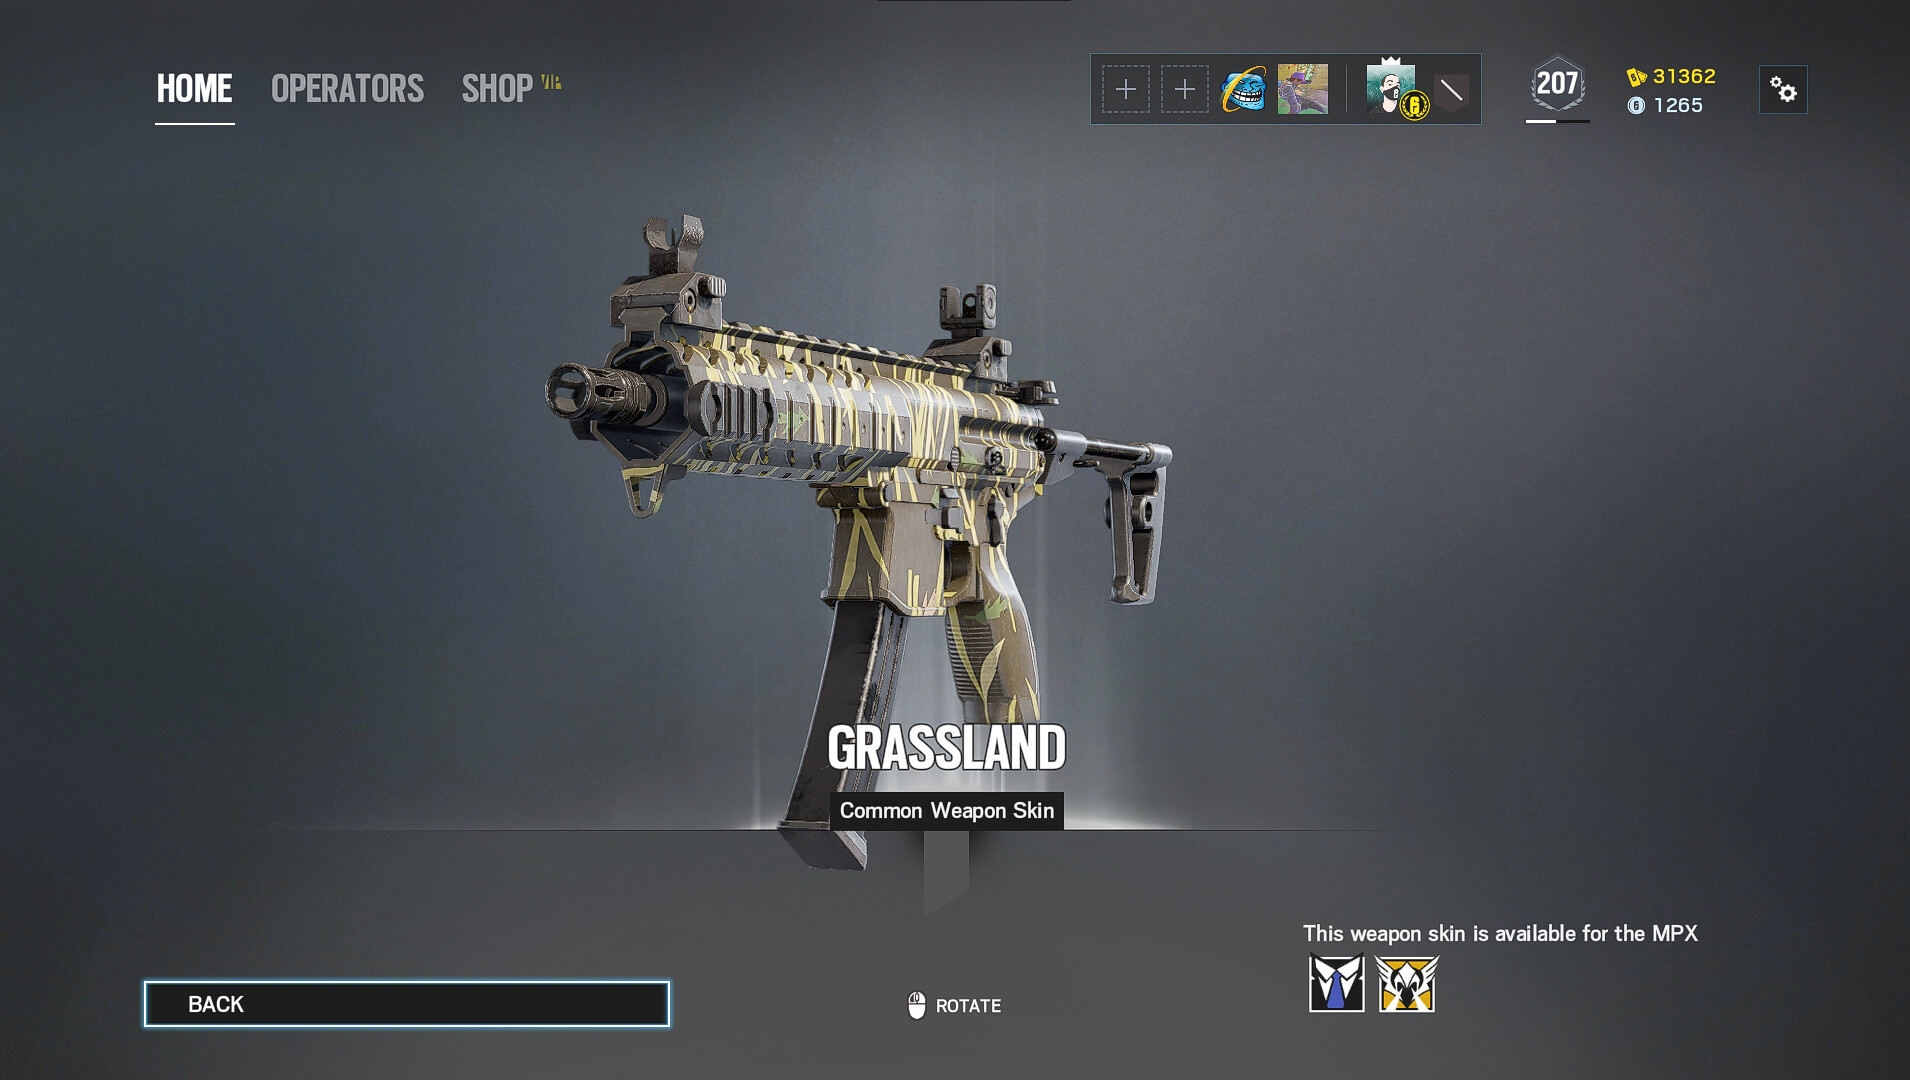 HOME
OPERATORS
SHOP VIP
207
31362
1265
GRASSLAND
Common Weapon Skin
This weapon skin is available for the MPX
BACK
ROTATE